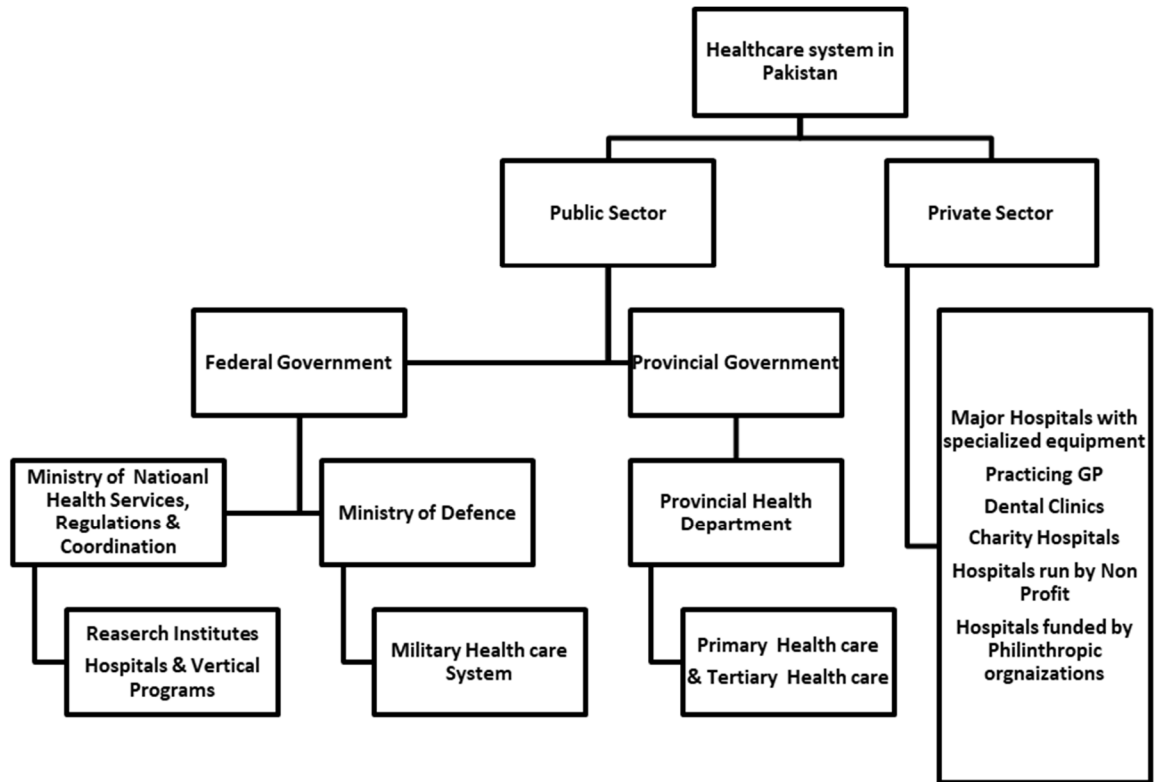 Healthcare system in
Pakistan
Public Sector
Private Sector
Federal Government
Provincial Government
Ministry of Natioanl
Health Services,
Regulations &
Coordination
Ministry of Defence
Provincial Health
Department
Reaserch Institutes
Hospitals & Vertical
Programs
Military Health care
System
Primary Health care
& Tertiary Health care
Major Hospitals with
specialized equipment
Practicing GP
Dental Clinics
Charity Hospitals
Hospitals run by Non
Profit
Hospitals funded by
Philinthropic
orgnaizations